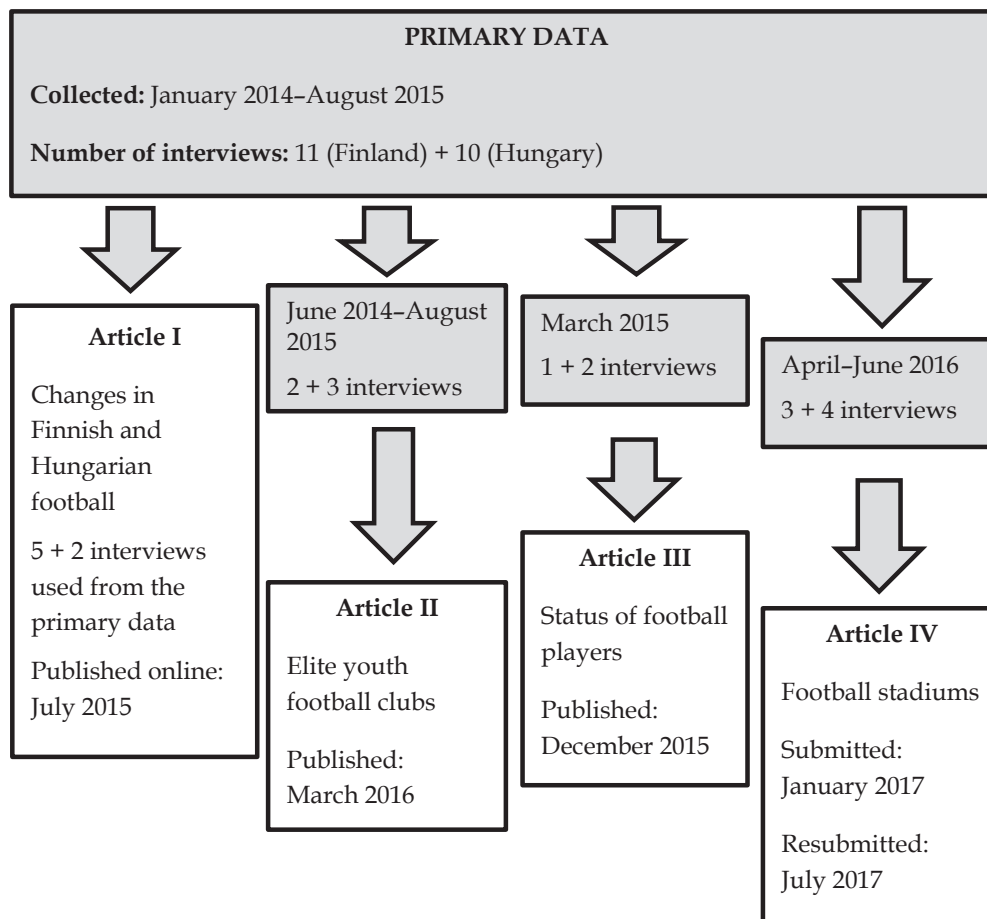 PRIMARY DATA
Collected: January 2014–August 2015
Number of interviews: 11 (Finland) + 10 (Hungary)
Article I
Changes in
Finnish and
Hungarian
football
5 + 2 interviews
used from the
primary data
Published online:
July 2015
June 2014–August
2015
2 + 3 interviews
Article II
Elite youth
football clubs
Published:
March 2016
March 2015
1 + 2 interviews
Article III
Status of football
players
Published:
December 2015
April–June 2016
3 + 4 interviews
Article IV
Football stadiums
Submitted:
January 2017
Resubmitted:
July 2017